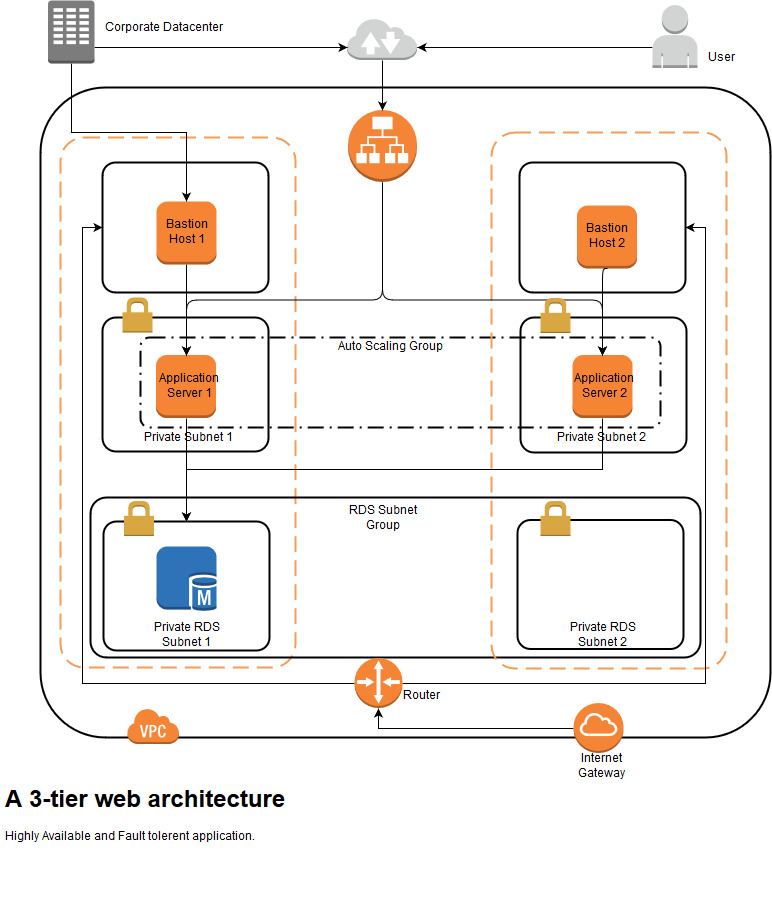 Corporate Datacenter
User
Bastion
Host 1
Bastion
Host 2
Auto Scaling Group
Application
Server 1
Application
Server 2
Private Subnet 1
Private Subnet 2
RDS Subnet
Group
M
Private RDS
Subnet 1
Private RDS
Subnet 2
Router
VPC
Internet
Gateway
A 3-tier web architecture
Highly Available and Fault tolerent application.